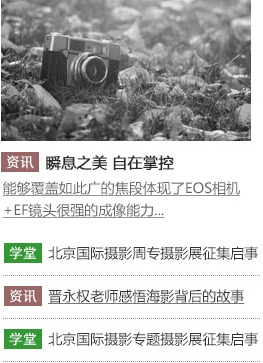 资讯 瞬息之美 自在掌控
能够覆盖如此广的焦段体现了EOS相机
+EF镜头很强的成像能力...
学堂 北京国际摄影周专摄影展征集启事
资讯 晋永权老师感悟海影背后的故事
学堂 北京国际摄影专题摄影展征集启事